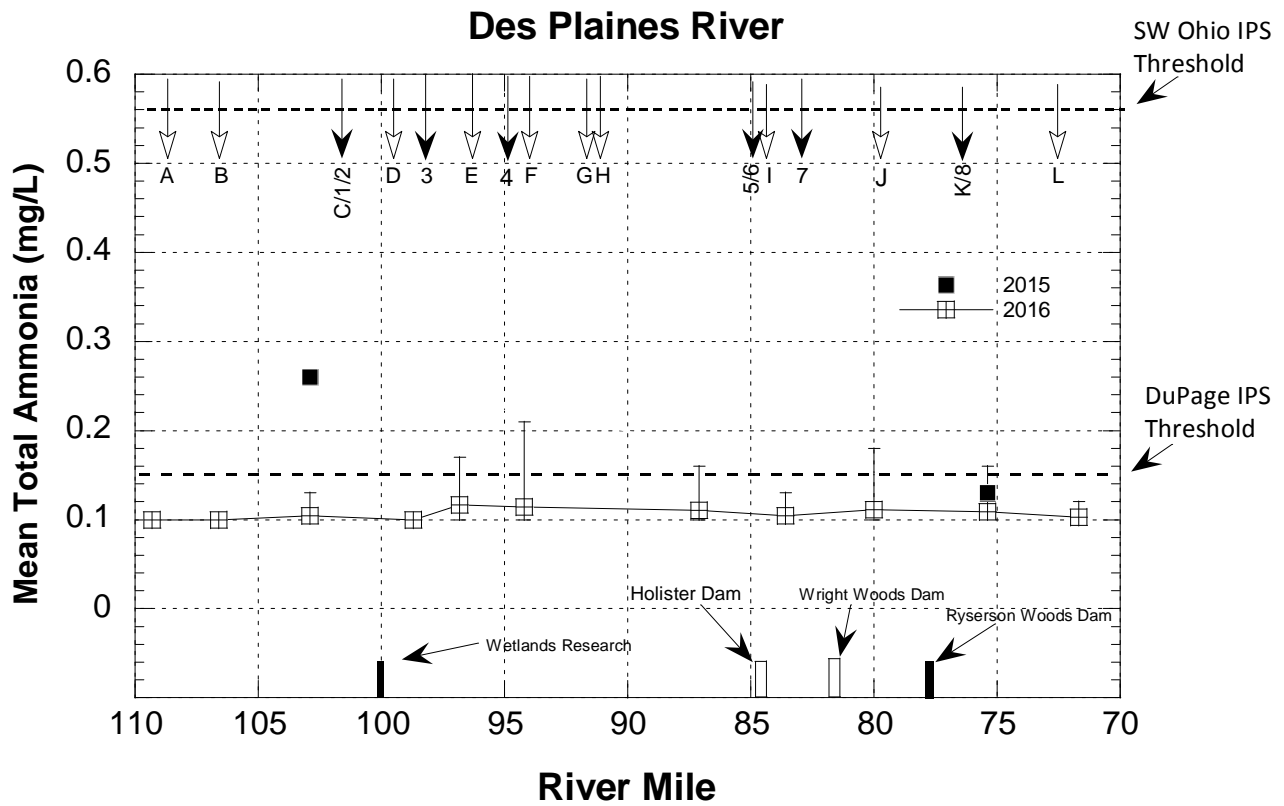 Des Plaines River
SW Ohio IPS
Threshold
0.6
0.5
0.4
0.3
0.2
0.1
0
Mean Total Ammonia (mg/L)
A
B
C/1/2
D
3
E
4
F
G
H
5/6
I
7
J
K/8
L
2015
2016
DuPage IPS
Threshold
Holister Dam
Wright Woods Dam
Ryserson Woods Dam
Wetlands Research
110
105
100
95
90
85
80
75
70
River Mile